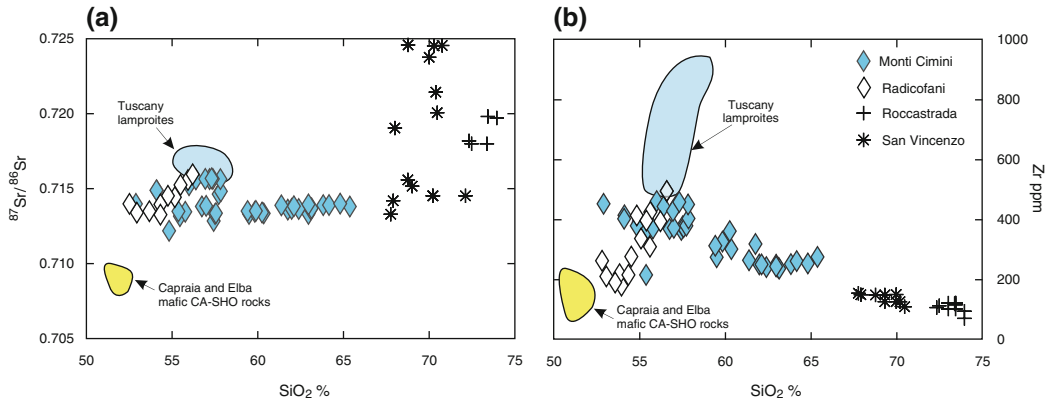 (a)
0.725
0.720
0.715
0.710
0.705
87Sr/86Sr
Tuscany
lamproites
Capraia and Elba
mafic CA-SHO rocks
50 55 60 65 70 75
SiO2 %
(b)
Monti Cimini
Radicofani
Roccastrada
San Vincenzo
Tuscany
lamproites
Capraia and Elba
mafic CA-SHO rocks
1000
800
600
400
200
0
Zr ppm
50 55 60 65 70 75
SiO2 %